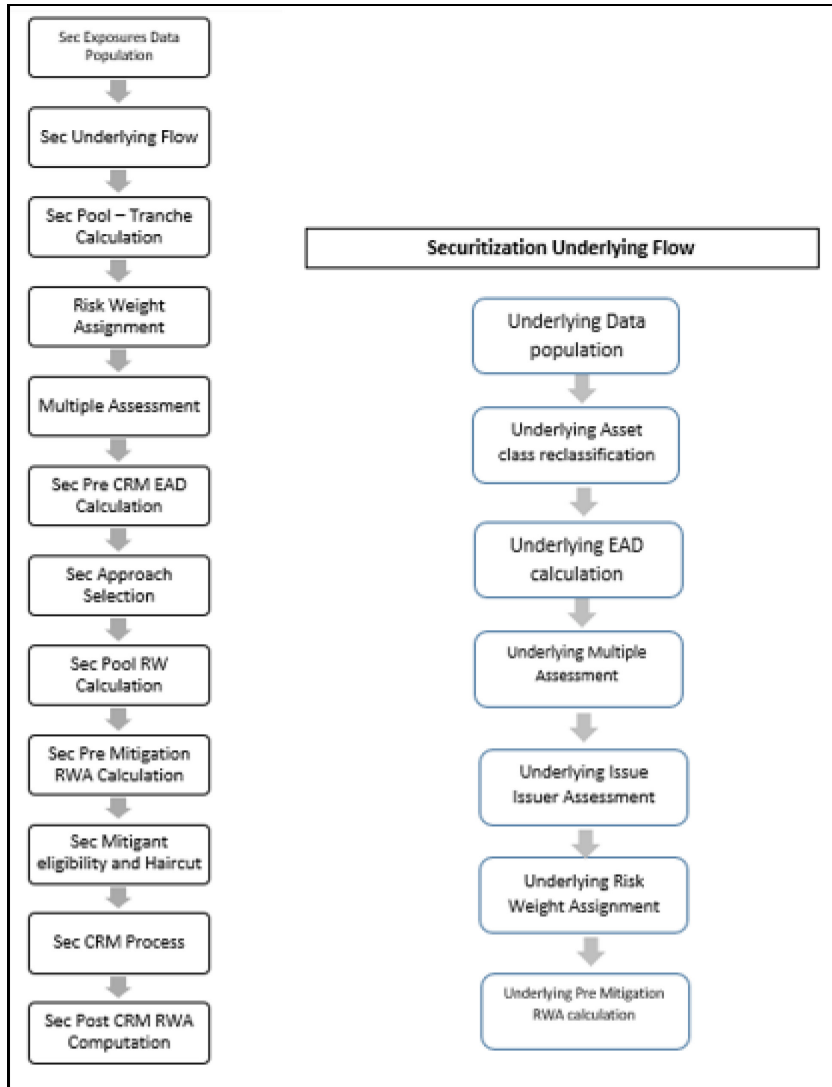 Sec Exposures Data
Population
Sec Underlying Flow
Sec Pool – Tranche
Calculation
Risk Weight
Assignment
Multiple Assessment
Sec Pre CRM EAD
Calculation
Sec Approach
Selection
Sec Pool RW
Calculation
Sec Pre Mitigation
RWA Calculation
Sec Mitigant
eligibility and Haircut
Sec CRM Process
Sec Post CRM RWA
Computation
Securitization Underlying Flow
Underlying Data
population
Underlying Asset
class reclassification
Underlying EAD
calculation
Underlying Multiple
Assessment
Underlying Issue
Issuer Assessment
Underlying Risk
Weight Assignment
Underlying Pre Mitigation
RWA calculation